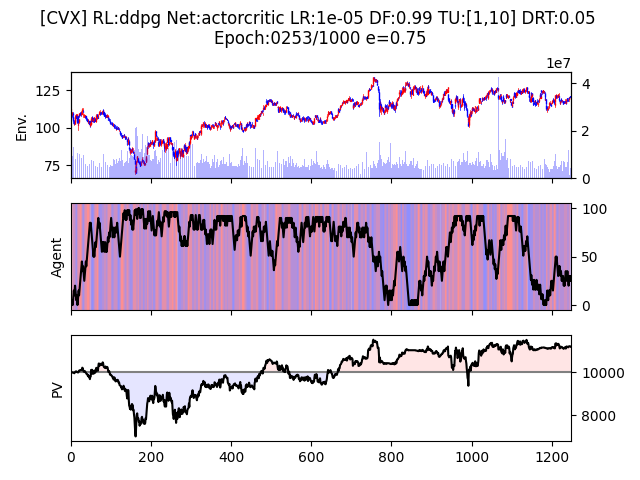 [CVX] RL:ddpg Net:actorcritic LR:1e-05 DF:0.99 TU:[1,10] DRT:0.05
Epoch:0253/1000 e=0.75
1e7
125
100
75
Env.
4
2
0
Agent
100
50
0
PV
10000
8000
0 200 400 600 800 1000 1200